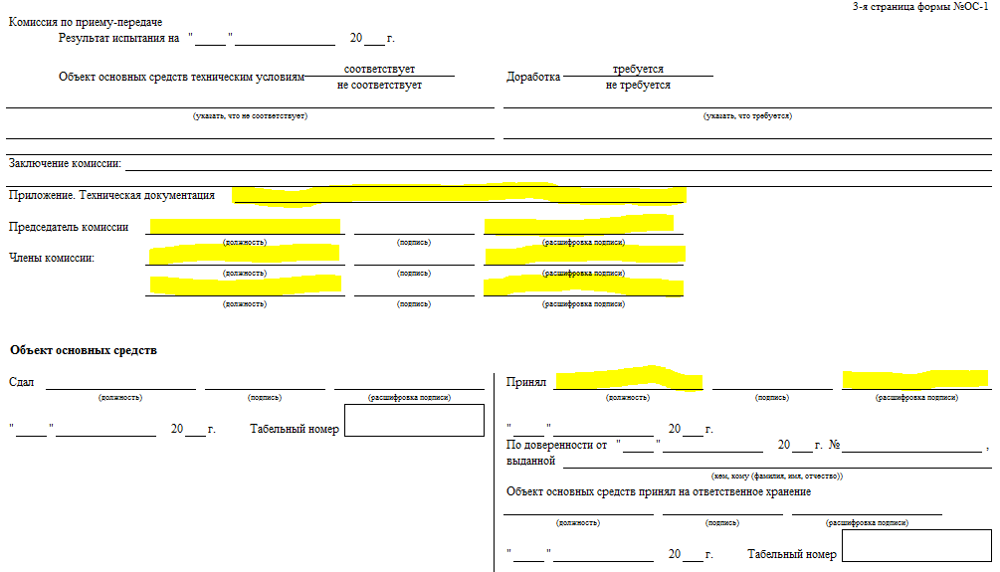 3-я страница формы №ОС-1
Комиссия по приему-передаче
Результат испытания на " " 20 г.
Объект основных средств техническим условиям соответствует Доработка требуется
не соответствует не требуется
(указать, что не соответствует) (указать, что требуется)
Заключение комиссии:
Приложение. Техническая документация
Председатель комиссии
(должность) (подпись) (расшифровка подписи)
Члены комиссии:
(должность) (подпись) (расшифровка подписи)
(должность) (подпись) (расшифровка подписи)
Объект основных средств
Сдал
(должность) (подпись) (расшифровка подписи)
" " 20 г. Табельный номер
Принял
(должность) (подпись) (расшифровка подписи)
" " 20 г.
По доверенности от " " 20 г. № ,
выданной
(кем, кому (фамилия, имя, отчество))
Объект основных средств принял на ответственное хранение
(должность) (подпись) (расшифровка подписи)
" " 20 г. Табельный номер